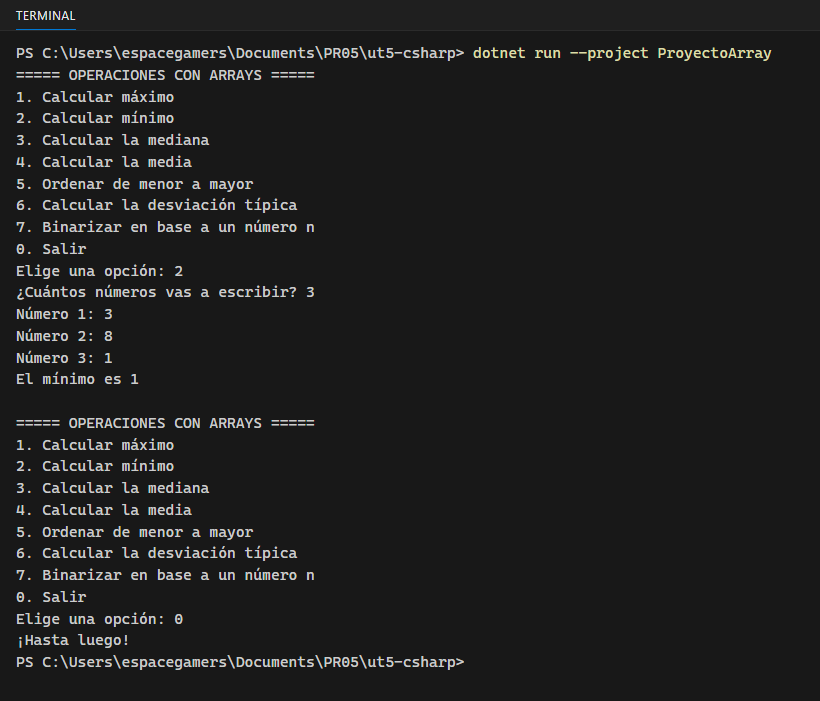 TERMINAL
PS C:\Users\espacegamers\Documents\PR05\ut5-csharp> dotnet run --project ProyectoArray
===== OPERACIONES CON ARRAYS =====
1. Calcular máximo
2. Calcular mínimo
3. Calcular la mediana
4. Calcular la media
5. Ordenar de menor a mayor
6. Calcular la desviación típica
7. Binarizar en base a un número n
0. Salir
Elige una opción: 2
¿Cuántos números vas a escribir? 3
Número 1: 3
Número 2: 8
Número 3: 1
El mínimo es 1
===== OPERACIONES CON ARRAYS =====
1. Calcular máximo
2. Calcular mínimo
3. Calcular la mediana
4. Calcular la media
5. Ordenar de menor a mayor
6. Calcular la desviación típica
7. Binarizar en base a un número n
0. Salir
Elige una opción: 0
¡Hasta luego!
PS C:\Users\espacegamers\Documents\PR05\ut5-csharp>